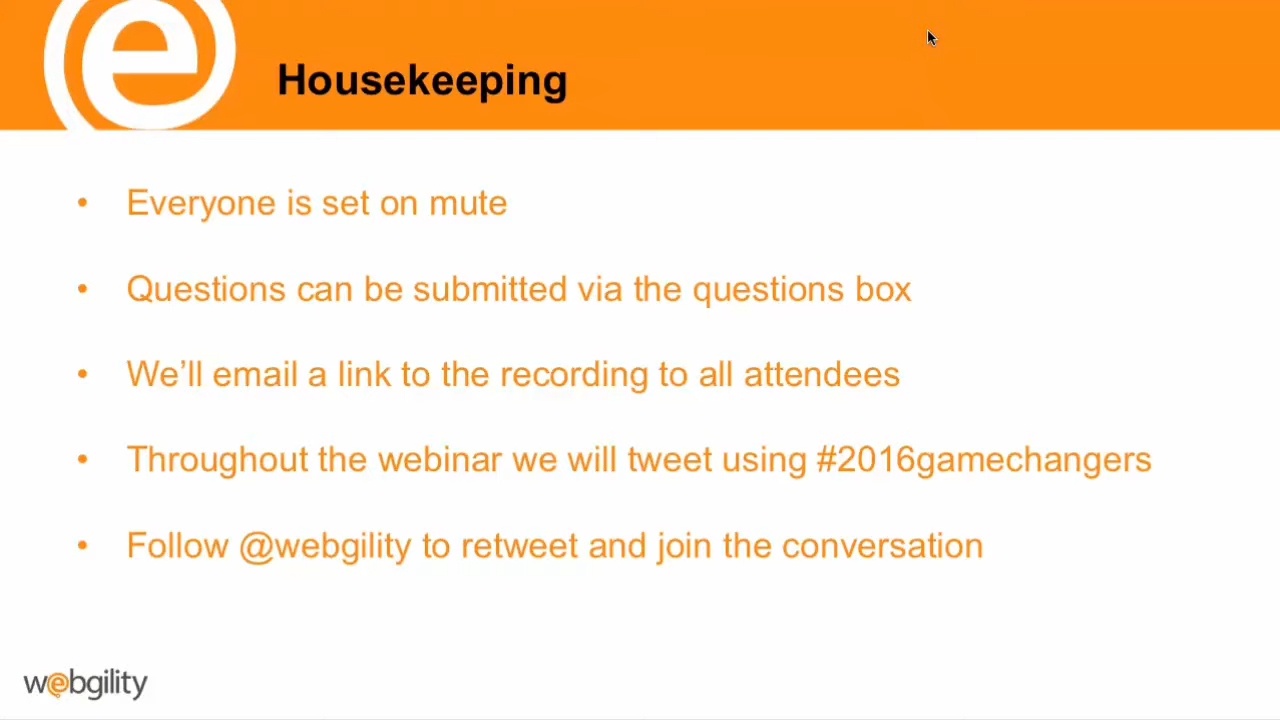 Housekeeping
• Everyone is set on mute
• Questions can be submitted via the questions box
• We’ll email a link to the recording to all attendees
• Throughout the webinar we will tweet using #2016gamechangers
• Follow @webgility to retweet and join the conversation
webgility